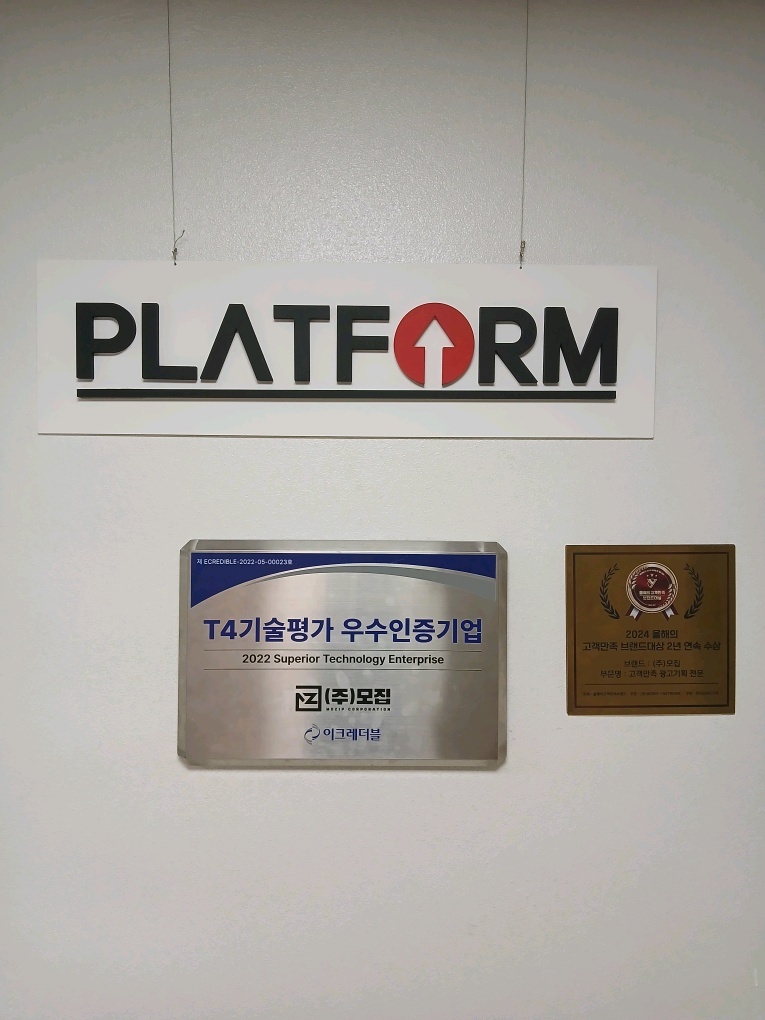 PLATFORM
제 ECREDIBLE-2022-05-00023호
T4기술평가 우수인증기업
2022 Superior Technology Enterprise
(주)모집
MOZIP CORPORATION
이크레더블
2024 올해의
고객만족 브랜드대상 2년 연속 수상
브랜드 : (주)모집
부문명 : 고객만족 광고기획 전문